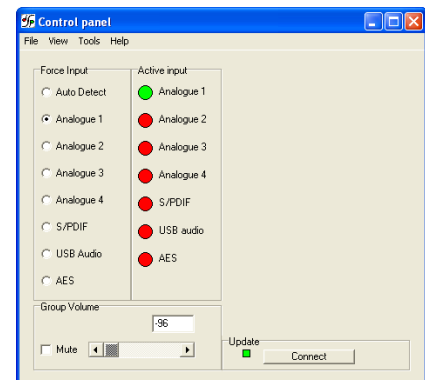 Control panel
File View Tools Help
Force Input
Auto Detect
Analogue 1
Analogue 2
Analogue 3
Analogue 4
S/PDIF
USB Audio
AES
Active input
Analogue 1
Analogue 2
Analogue 3
Analogue 4
S/PDIF
USB audio
AES
Group Volume
-96
Mute
Update
Connect